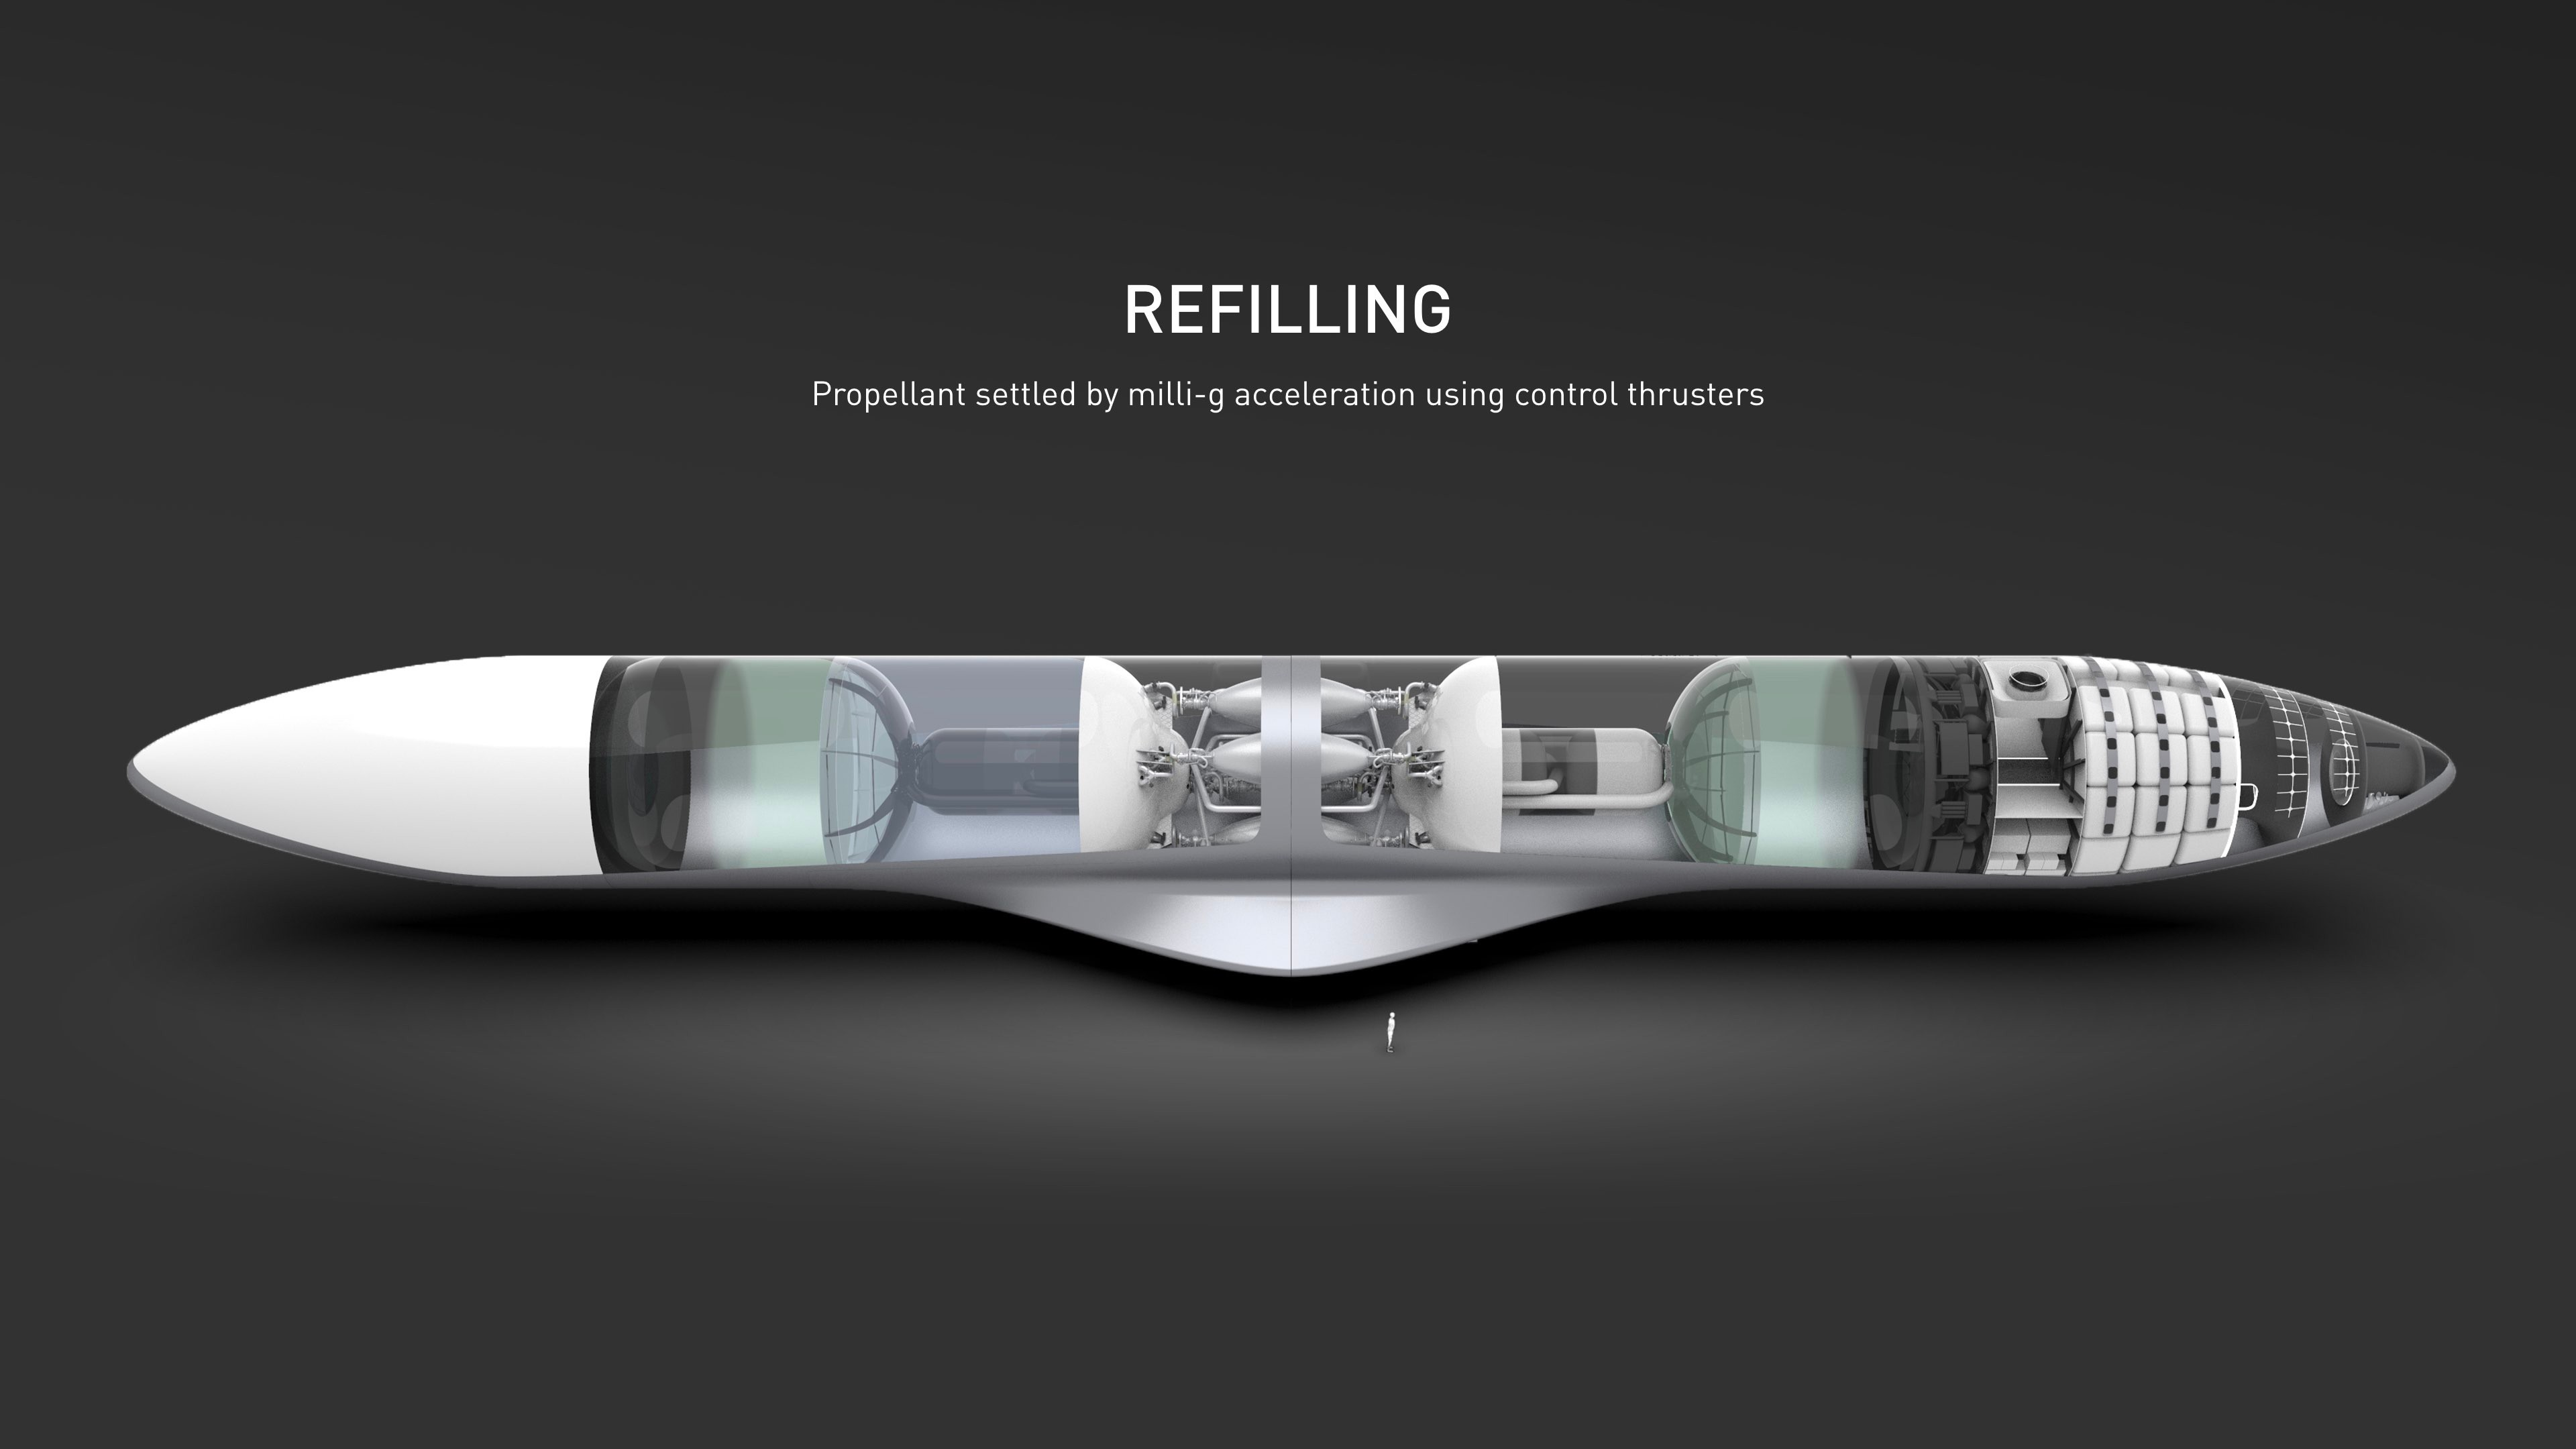 REFILLING
Propellant settled by milli-g acceleration using control thrusters